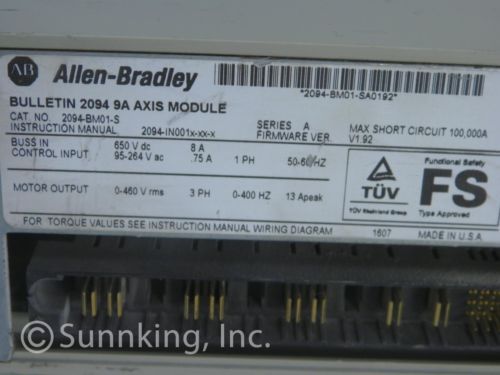 AB Allen-Bradley
*2094-BM01-SA0192*
BULLETIN 2094 9A AXIS MODULE
CAT. NO. 2094-BM01-S SERIES A MAX SHORT CIRCUIT 100,000A
INSTRUCTION MANUAL 2094-IN001x-xx-x FIRMWARE VER. V1.92
BUSS IN 650 V dc 8 A
CONTROL INPUT 95-264 V ac .75 A 1 PH 50-60 HZ
MOTOR OUTPUT 0-460 V rms 3 PH 0-400 HZ 13 Apeak
TÜV
TÜV Rheinland Group
Functional Safety
FS
Type Approved
FOR TORQUE VALUES SEE INSTRUCTION MANUAL WIRING DIAGRAM 1607 MADE IN U.S.A.
© Sunnking, Inc.